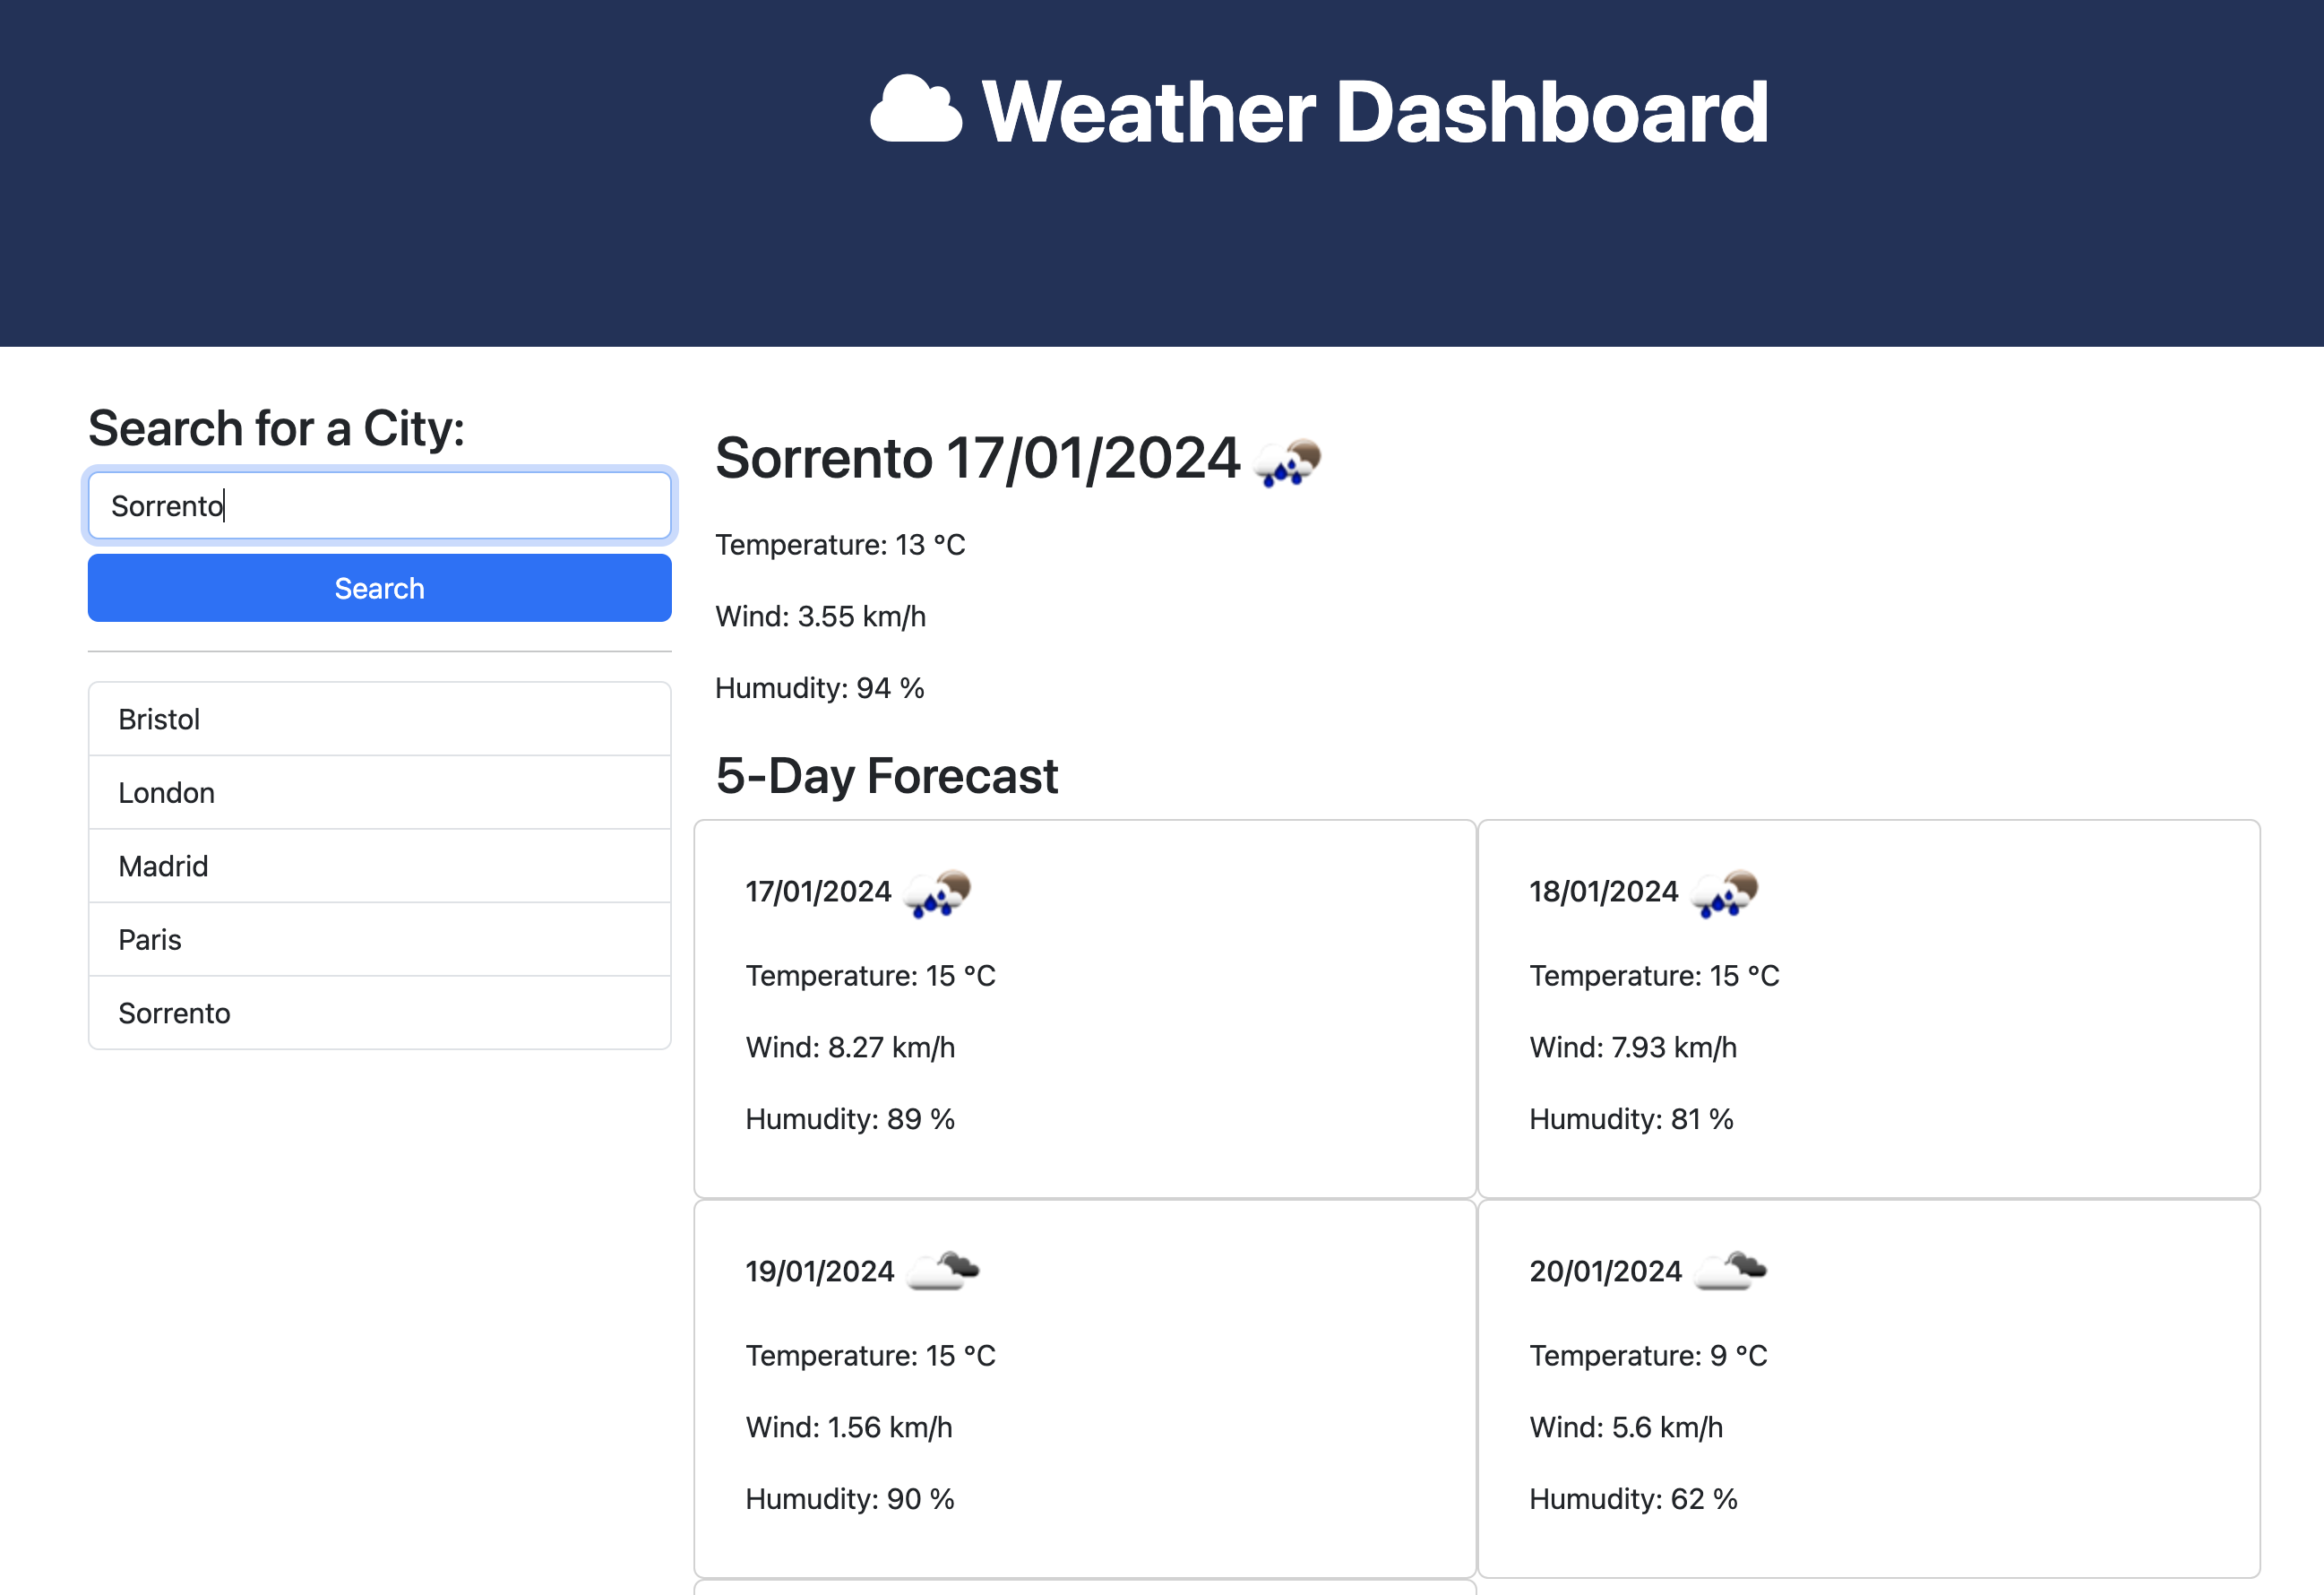 Weather Dashboard
Search for a City:
Sorrento
Search
Bristol
London
Madrid
Paris
Sorrento
Sorrento 17/01/2024
Temperature: 13 °C
Wind: 3.55 km/h
Humudity: 94 %
5-Day Forecast
17/01/2024
Temperature: 15 °C
Wind: 8.27 km/h
Humudity: 89 %
18/01/2024
Temperature: 15 °C
Wind: 7.93 km/h
Humudity: 81 %
19/01/2024
Temperature: 15 °C
Wind: 1.56 km/h
Humudity: 90 %
20/01/2024
Temperature: 9 °C
Wind: 5.6 km/h
Humudity: 62 %